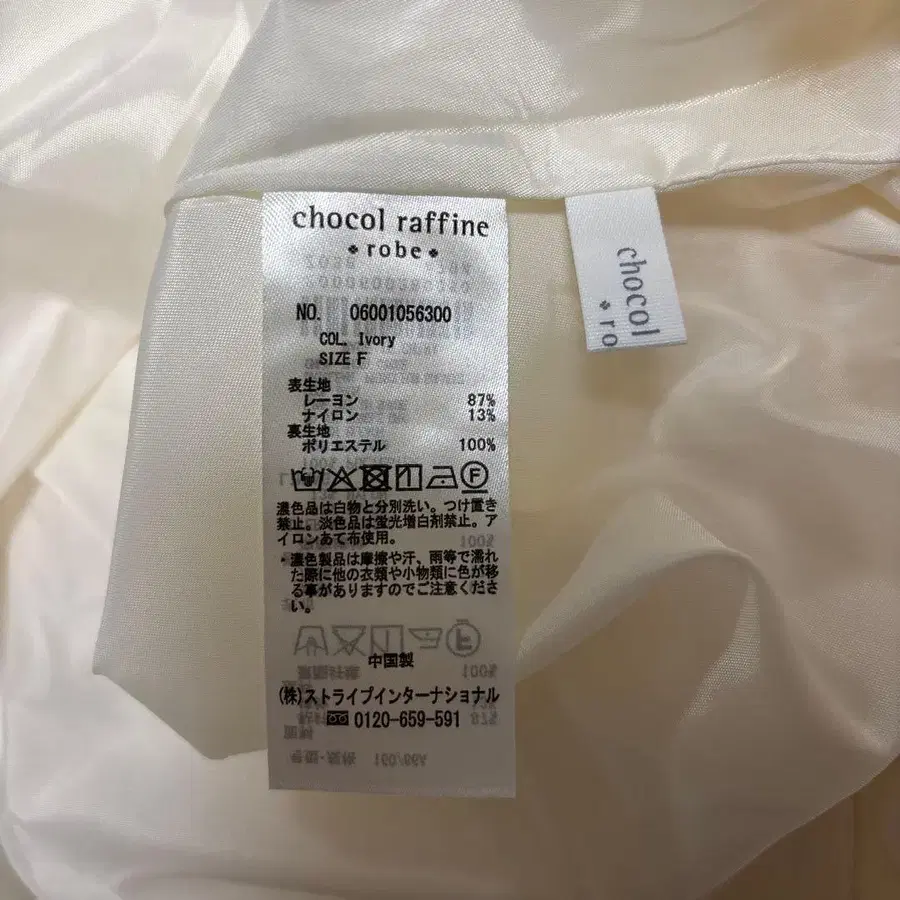 chocol raffine
robe
NO. 06001056300
COL. Ivory
SIZE F
表生地
レーヨン 87%
ナイロン 13%
裏生地
ポリエステル 100%
濃色品は白物と分別洗い。つけ置き
禁止。淡色品は蛍光増白剤禁止。ア
イロンあて布使用。
・濃色製品は摩擦や汗、雨等で濡れ
た際に他の衣類や小物類に色が移
る事がありますのでご注意くださ
い。
中国製
(株)ストライプインターナショナル
0120-659-591
chocol
ro